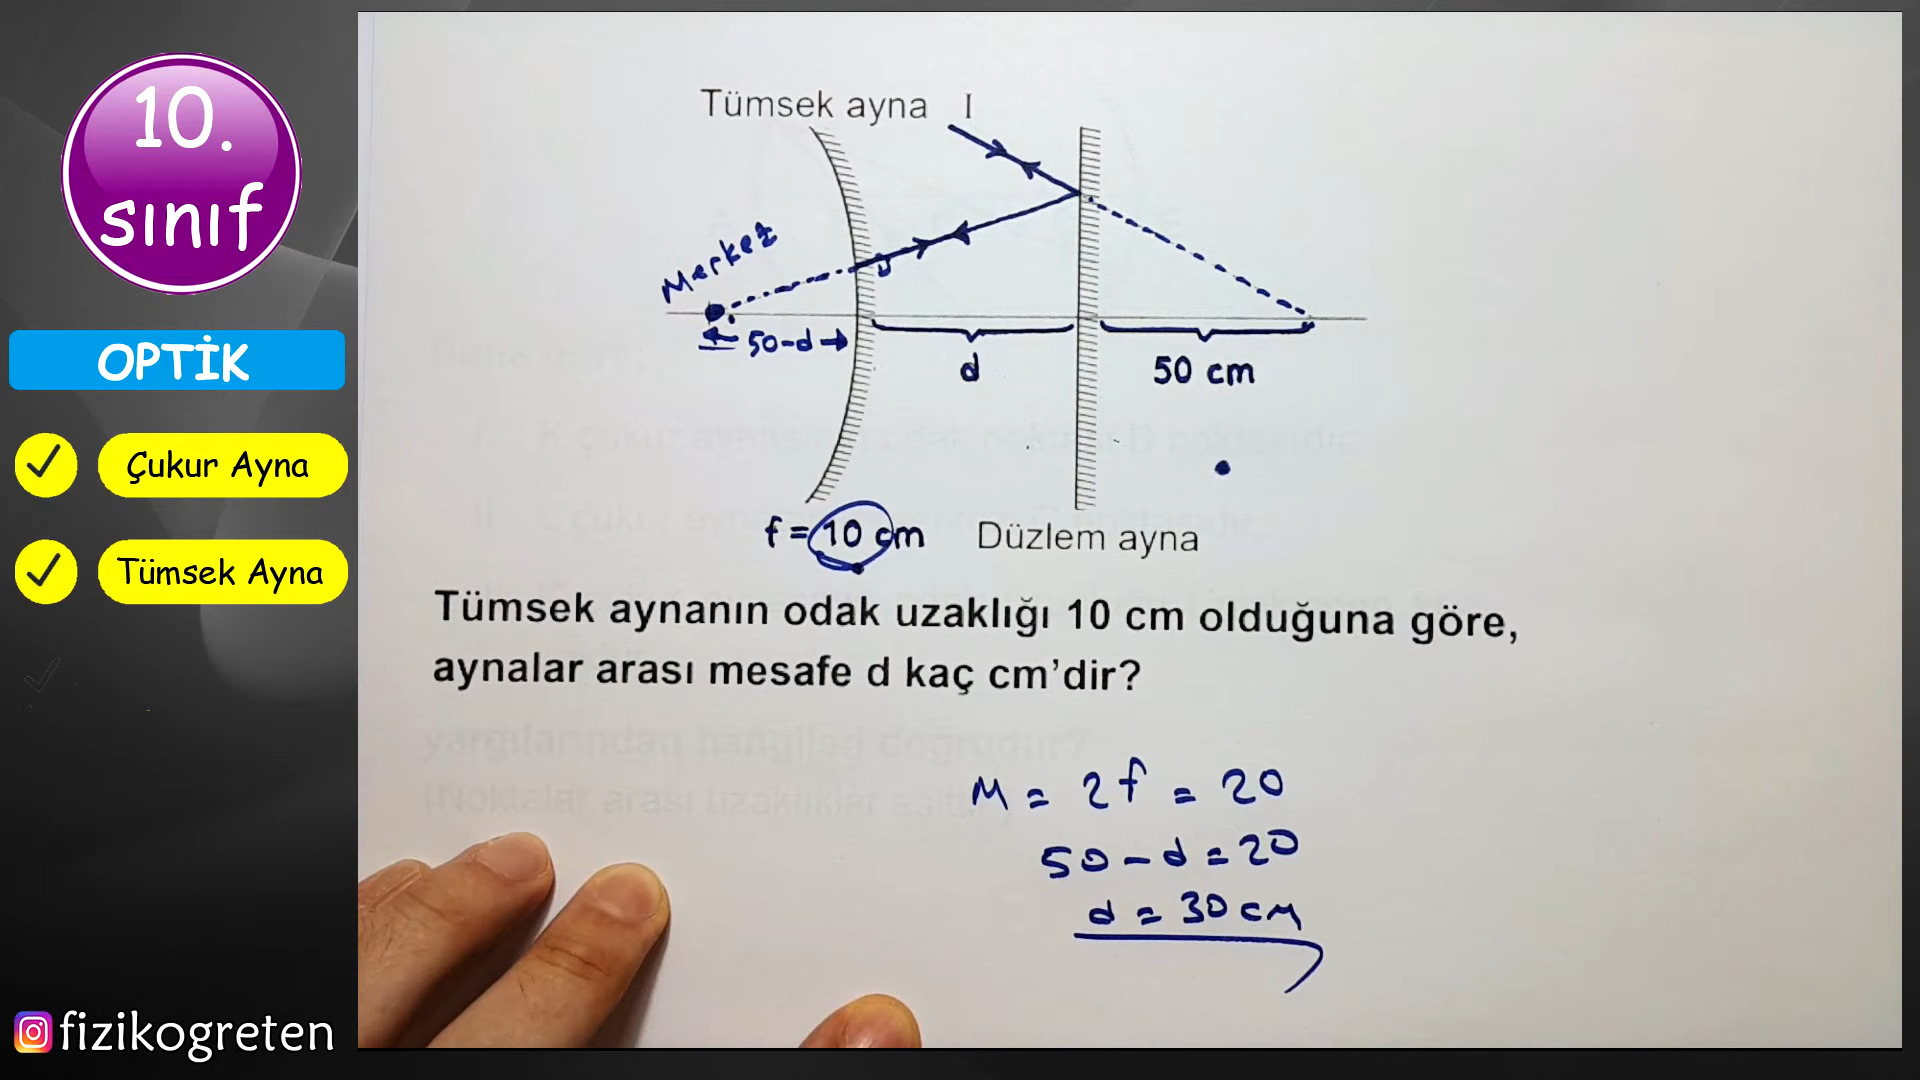 10.
sınıf
OPTİK
Çukur Ayna
Tümsek Ayna
fizikogreten
Tümsek ayna I
Merkez
50-d
d
50 cm
f = 10 cm
Düzlem ayna
Tümsek aynanın odak uzaklığı 10 cm olduğuna göre,
aynalar arası mesafe d kaç cm'dir?
M = 2f = 20
50 - d = 20
d = 30 cm